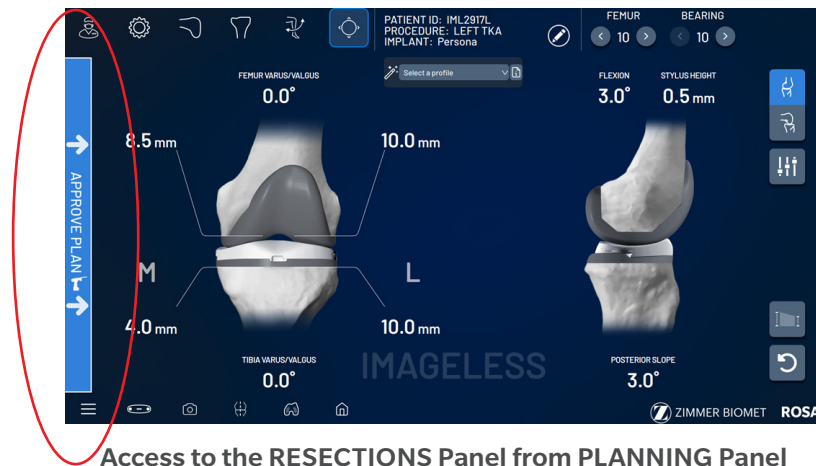 PATIENT ID: IML2917L
PROCEDURE: LEFT TKA
IMPLANT: Persona
FEMUR
10
BEARING
10
Select a profile
FEMUR VARUS/VALGUS
0.0°
FLEXION
3.0°
STYLUS HEIGHT
0.5 mm
8.5 mm
10.0 mm
APPROVE PLAN
M
L
4.0 mm
10.0 mm
IMAGELESS
TIBIA VARUS/VALGUS
0.0°
POSTERIOR SLOPE
3.0°
ZIMMER BIOMET
ROSA
Access to the RESECTIONS Panel from PLANNING Panel